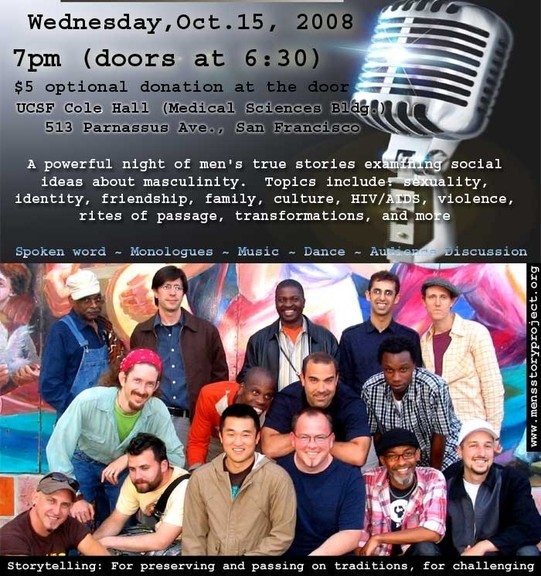 Wednesday,Oct.15, 2008
7pm (doors at 6:30)
$5 optional donation at the door
UCSF Cole Hall (Medical Sciences Bldg.)
513 Parnassus Ave., San Francisco
A powerful night of men's true stories examining social
ideas about masculinity.  Topics include: sexuality,
identity, friendship, family, culture, HIV/AIDS, violence,
rites of passage, transformations, and more
Spoken word ~ Monologues ~ Music ~ Dance ~ Audience Discussion
www.mensstoryproject.org
Storytelling: For preserving and passing on traditions, for challenging